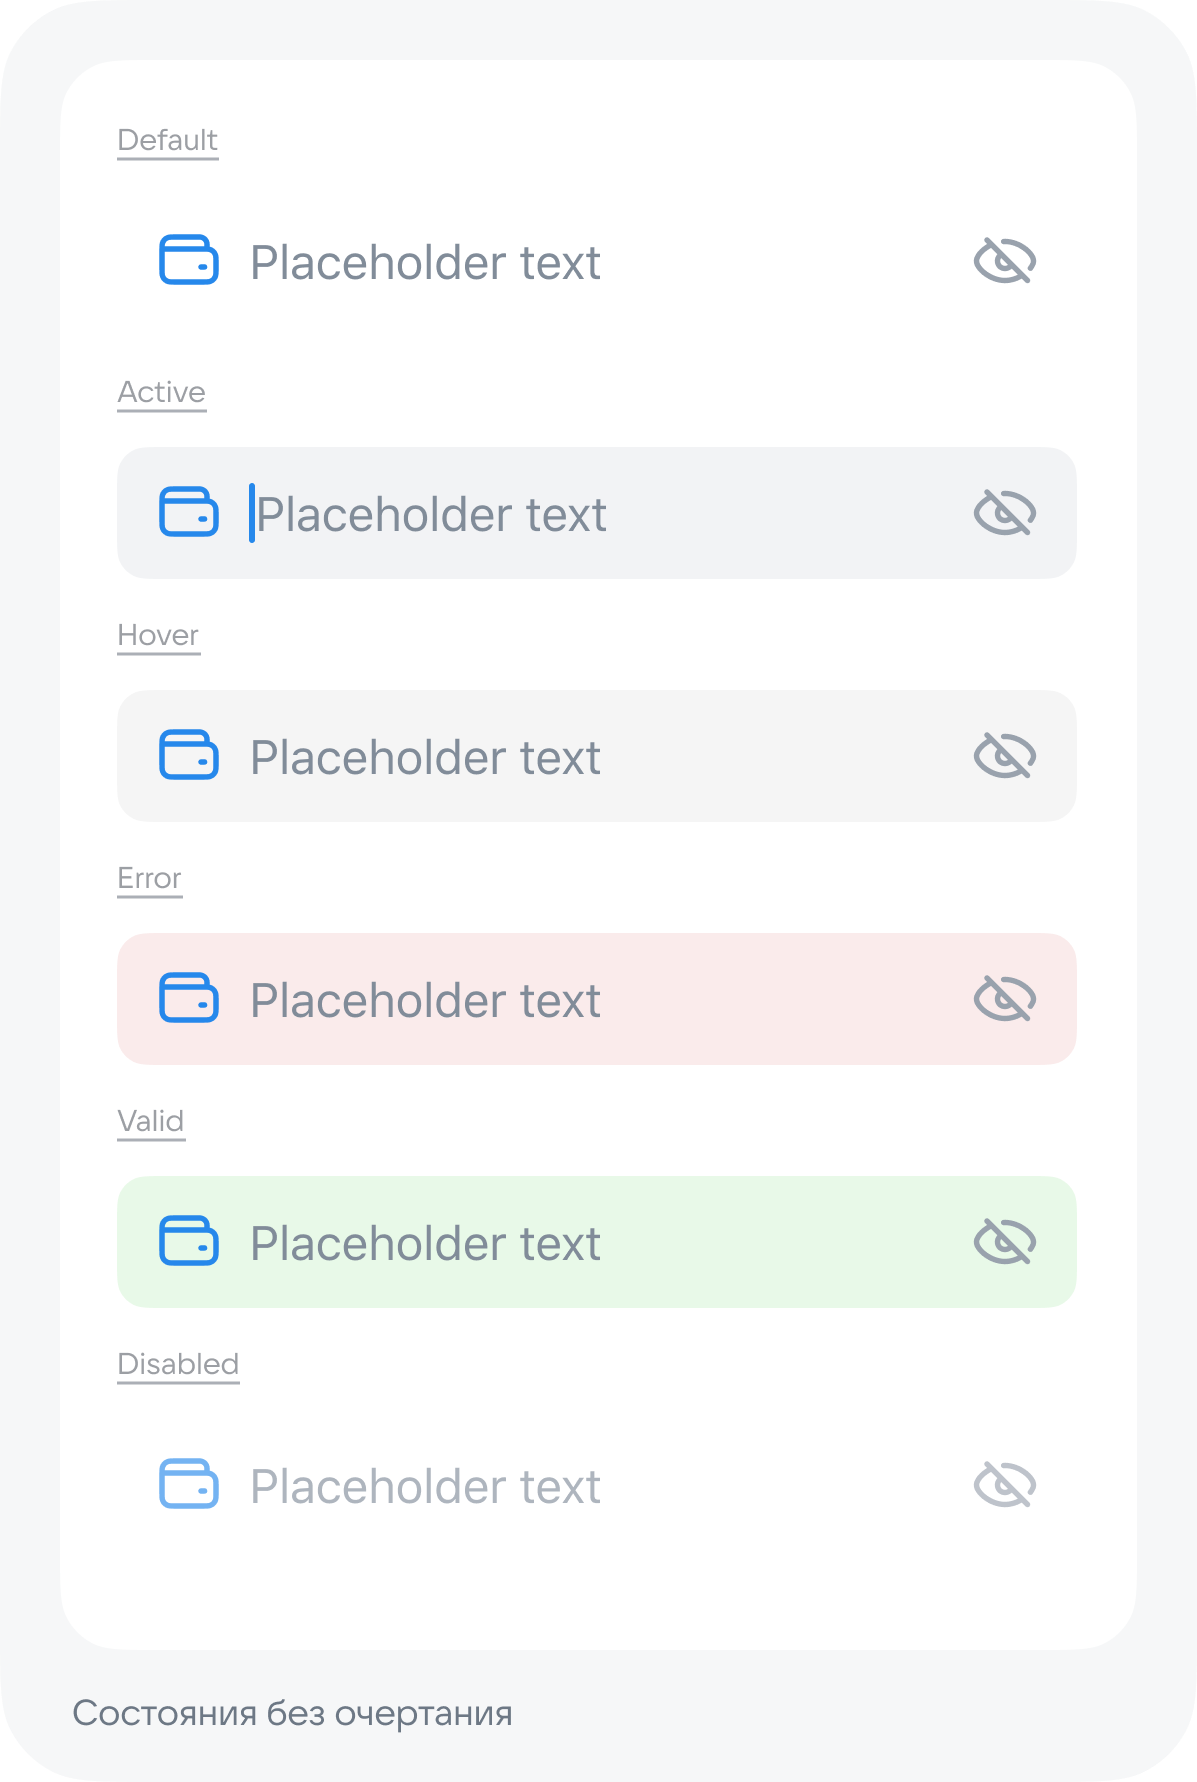 Default
Placeholder text
Active
Placeholder text
Hover
Placeholder text
Error
Placeholder text
Valid
Placeholder text
Disabled
Placeholder text
Состояния без очертания